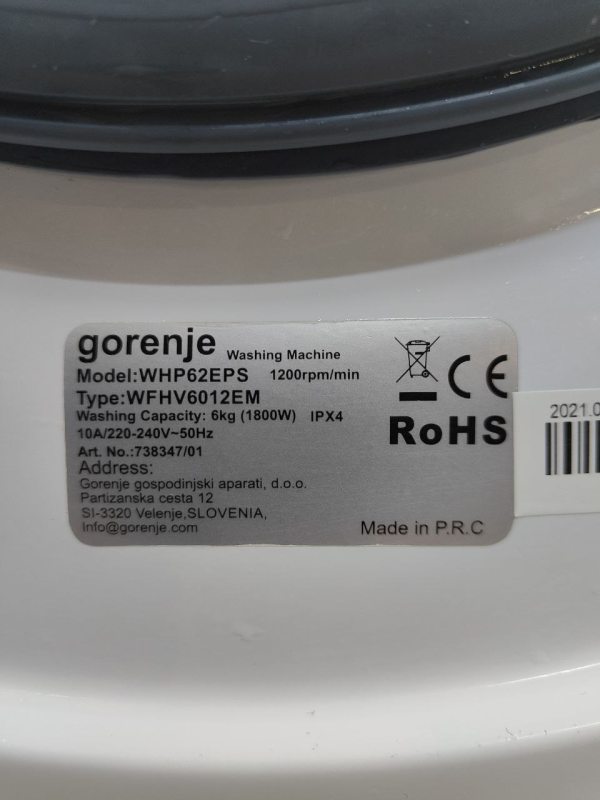 gorenje Washing Machine
Model:WHP62EPS 1200rpm/min
Type:WFHV6012EM
Washing Capacity: 6kg (1800W) IPX4
10A/220-240V~50Hz
Art. No.:738347/01
Address:
Gorenje gospodinjski aparati, d.o.o.
Partizanska cesta 12
SI-3320 Velenje,SLOVENIA,
Info@gorenje.com
Made in P.R.C
CE
RoHS
2021.0